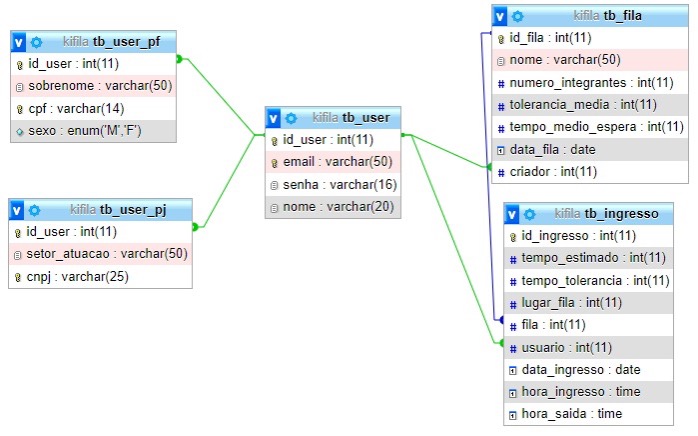 v kifila tb_user_pf
id_user : int(11)
sobrenome : varchar(50)
cpf : varchar(14)
sexo : enum('M','F')
v kifila tb_user_pj
id_user : int(11)
setor_atuacao : varchar(50)
cnpj : varchar(25)
v kifila tb_user
id_user : int(11)
email : varchar(50)
senha : varchar(16)
nome : varchar(20)
v kifila tb_fila
id_fila : int(11)
nome : varchar(50)
# numero_integrantes : int(11)
# tolerancia_media : int(11)
# tempo_medio_espera : int(11)
data_fila : date
# criador : int(11)
v kifila tb_ingresso
id_ingresso : int(11)
# tempo_estimado : int(11)
# tempo_tolerancia : int(11)
# lugar_fila : int(11)
# fila : int(11)
# usuario : int(11)
data_ingresso : date
hora_ingresso : time
hora_saida : time